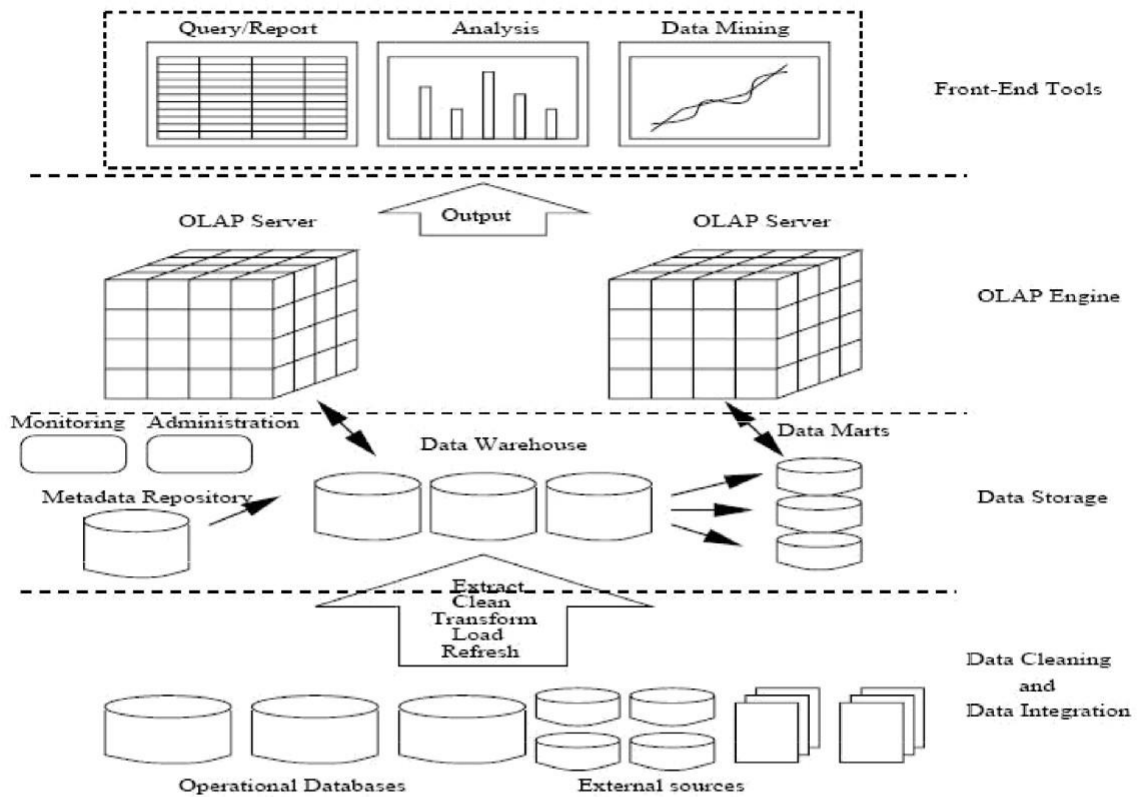 Query/Report
Analysis
Data Mining
Front-End Tools
Output
OLAP Server
OLAP Server
OLAP Engine
Monitoring
Administration
Data Warehouse
Data Marts
Metadata Repository
Data Storage
Extract
Clean
Transform
Load
Refresh
Data Cleaning
and
Data Integration
Operational Databases
External sources